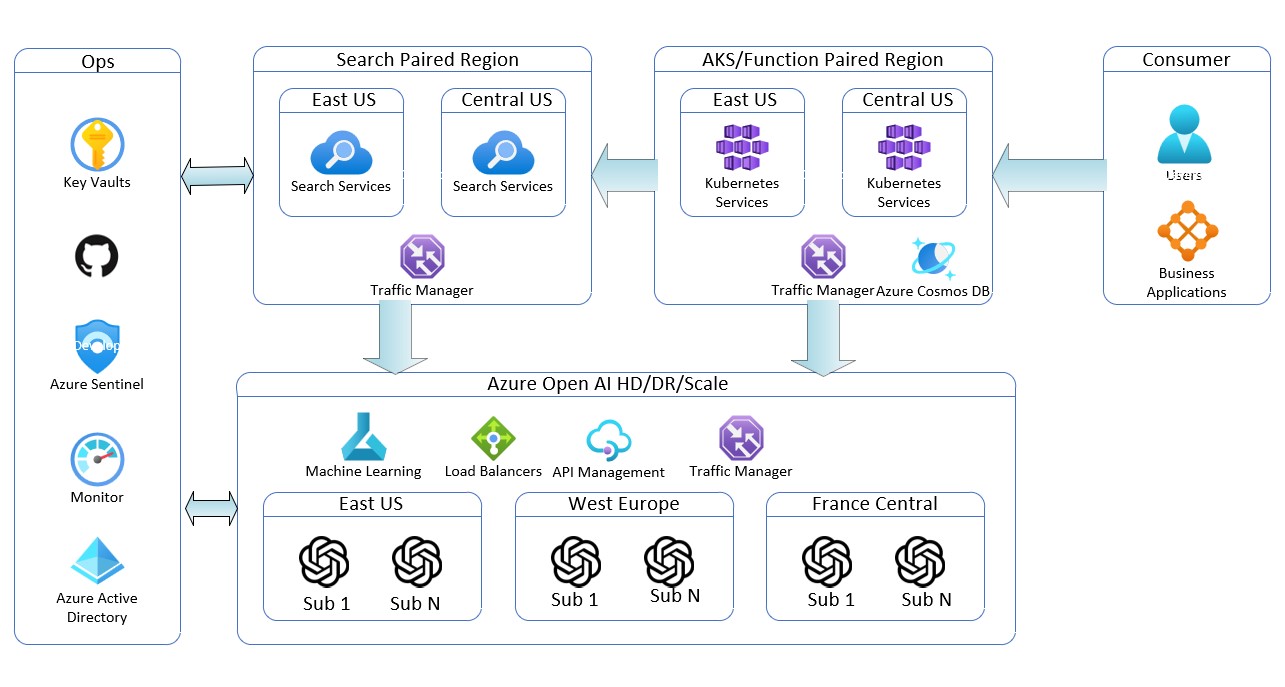 Ops
Key Vaults
Develop
Azure Sentinel
Monitor
Azure Active
Directory
Search Paired Region
East US
Search Services
Central US
Search Services
Traffic Manager
AKS/Function Paired Region
East US
Kubernetes
Services
Central US
Kubernetes
Services
Traffic Manager
Azure Cosmos DB
Consumer
Users
Business
Applications
Azure Open AI HD/DR/Scale
Machine Learning
Load Balancers
API Management
Traffic Manager
East US
Sub 1
Sub N
West Europe
Sub 1
Sub N
France Central
Sub 1
Sub N